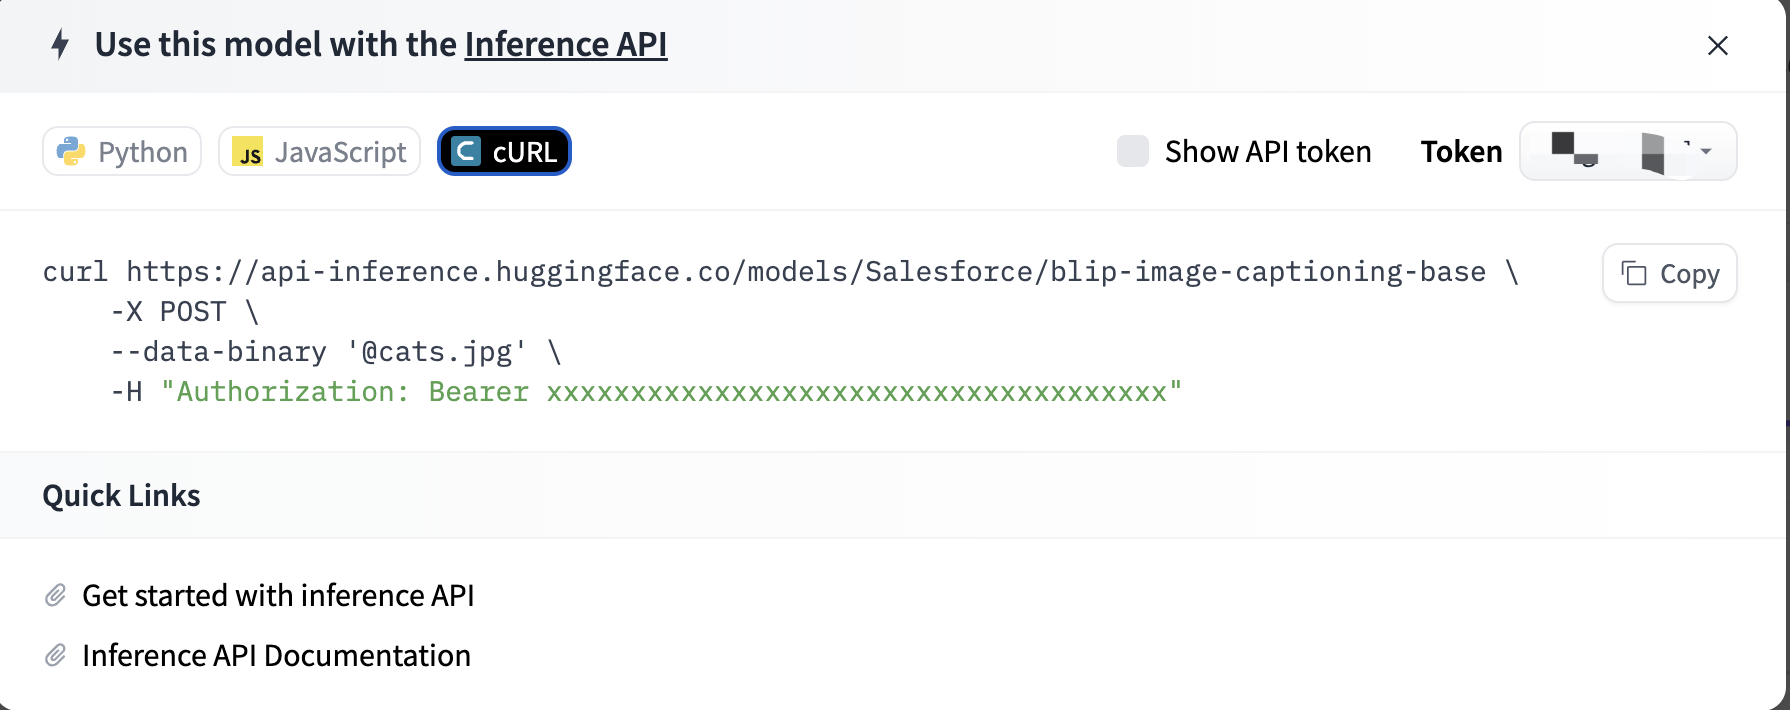 Use this model with the Inference API
Python
JS JavaScript
C cURL
Show API token
Token
curl https://api-inference.huggingface.co/models/Salesforce/blip-image-captioning-base \
Copy
-X POST \
--data-binary '@cats.jpg' \
-H "Authorization: Bearer xxxxxxxxxxxxxxxxxxxxxxxxxxxxxxxxxxxxx"
Quick Links
Get started with inference API
Inference API Documentation